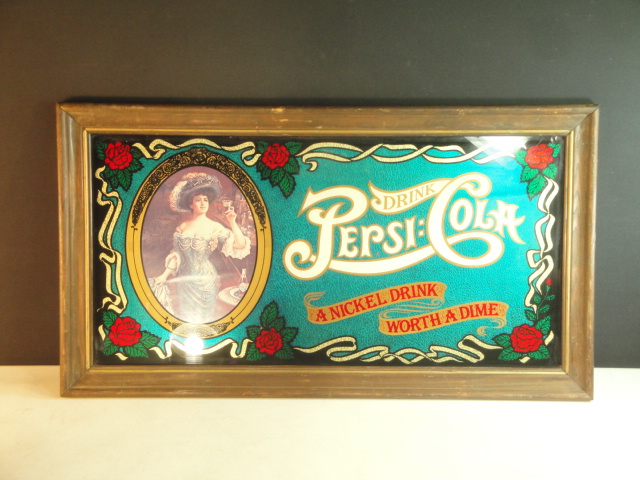 DRINK
PEPSI:COLA
A NICKEL DRINK
WORTH A DIME